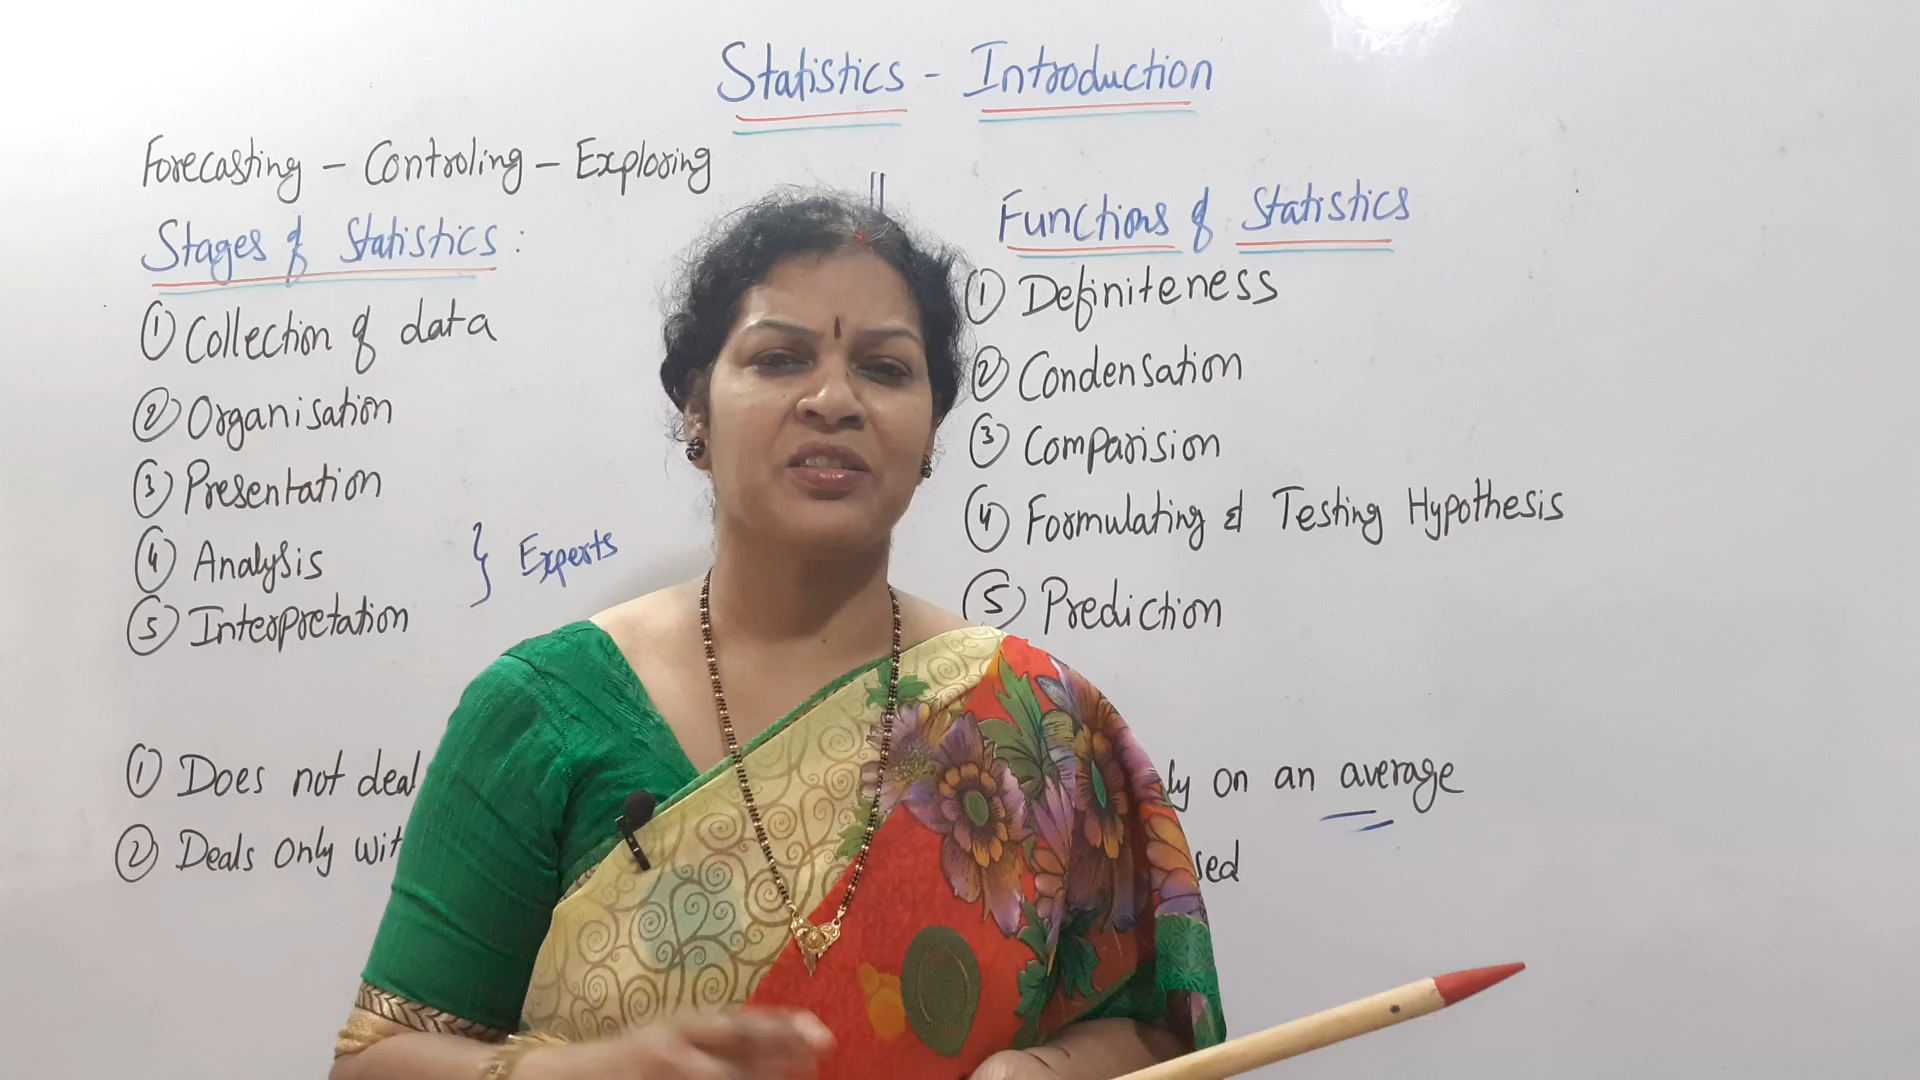 Statistics - Introduction
Forecasting - Controling - Exploring
Stages of Statistics :
① Collection of data
② Organisation
③ Presentation
④ Analysis
⑤ Interpretation
} Experts
Functions of Statistics
① Definiteness
② Condensation
③ Comparision
④ Formulating & Testing Hypothesis
⑤ Prediction
① Does not deal ly on an average
② Deals only wit sed